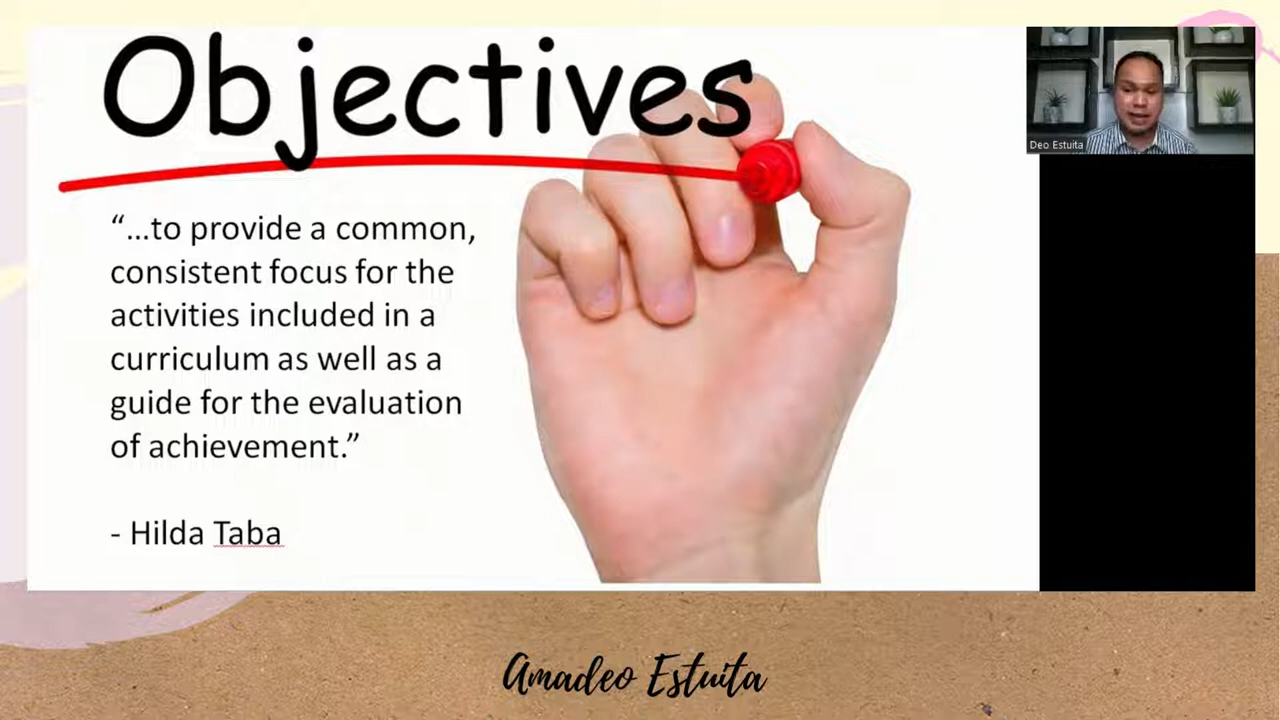 Objectives
“...to provide a common,
consistent focus for the
activities included in a
curriculum as well as a
guide for the evaluation
of achievement.”
- Hilda Taba
Deo Estuita
Amadeo Estuita